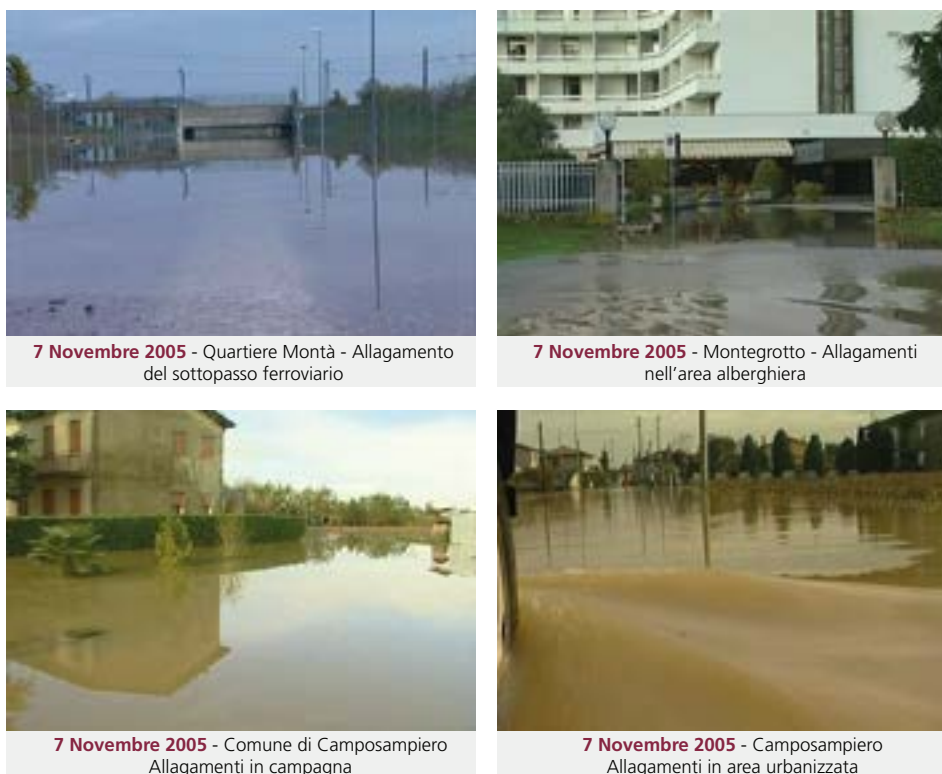 7 Novembre 2005 - Quartiere Montà - Allagamento
del sottopasso ferroviario
7 Novembre 2005 - Montegrotto - Allagamenti
nell'area alberghiera
7 Novembre 2005 - Comune di Camposampiero
Allagamenti in campagna
7 Novembre 2005 - Camposampiero
Allagamenti in area urbanizzata